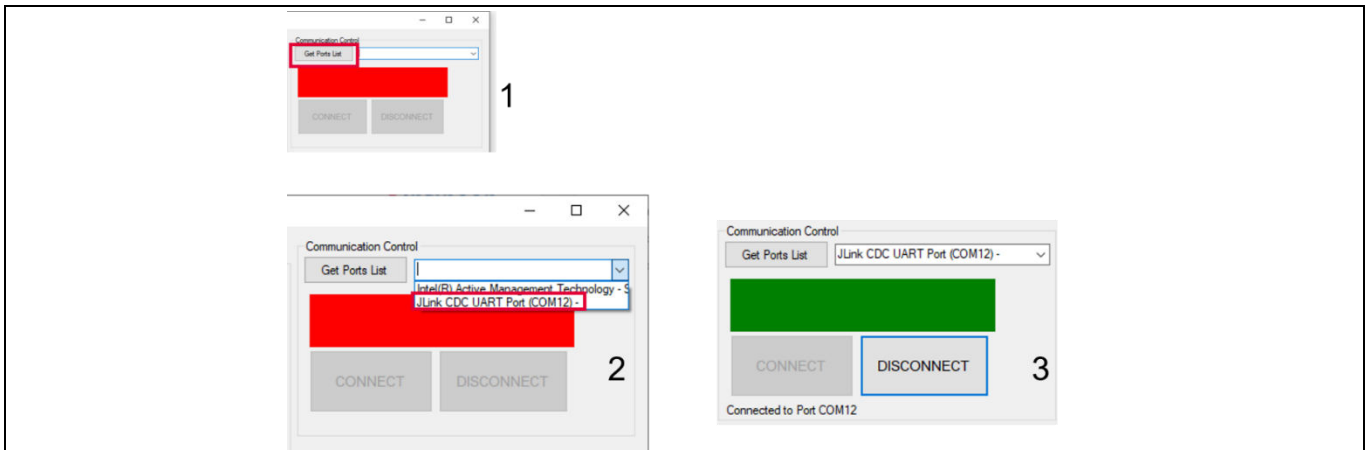 Communication Control
Get Ports List
CONNECT DISCONNECT
1
Communication Control
Get Ports List
Intel(R) Active Management Technology - S
JLink CDC UART Port (COM12) -
CONNECT DISCONNECT
2
Communication Control
Get Ports List JLink CDC UART Port (COM12) -
CONNECT DISCONNECT
3
Connected to Port COM12